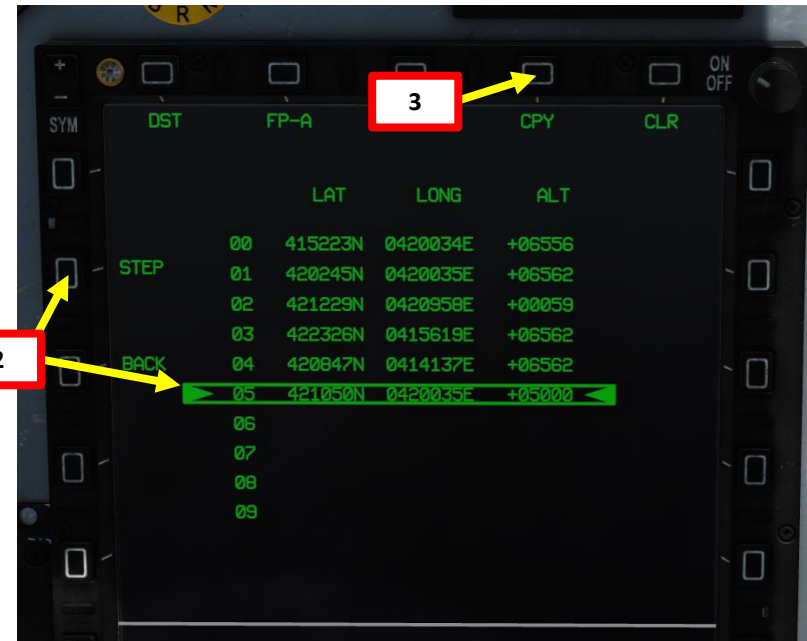 R R
+
ON
OFF
—
SYM
3
DST FP-A CPY CLR
LAT LONG ALT
00 415223N 0420034E +06556
STEP
01 420245N 0420035E +06562
02 421229N 0420958E +00059
03 422326N 0415619E +06562
2
BACK
04 420847N 0414137E +06562
05 421050N 0420035E +05000
06
07
08
09